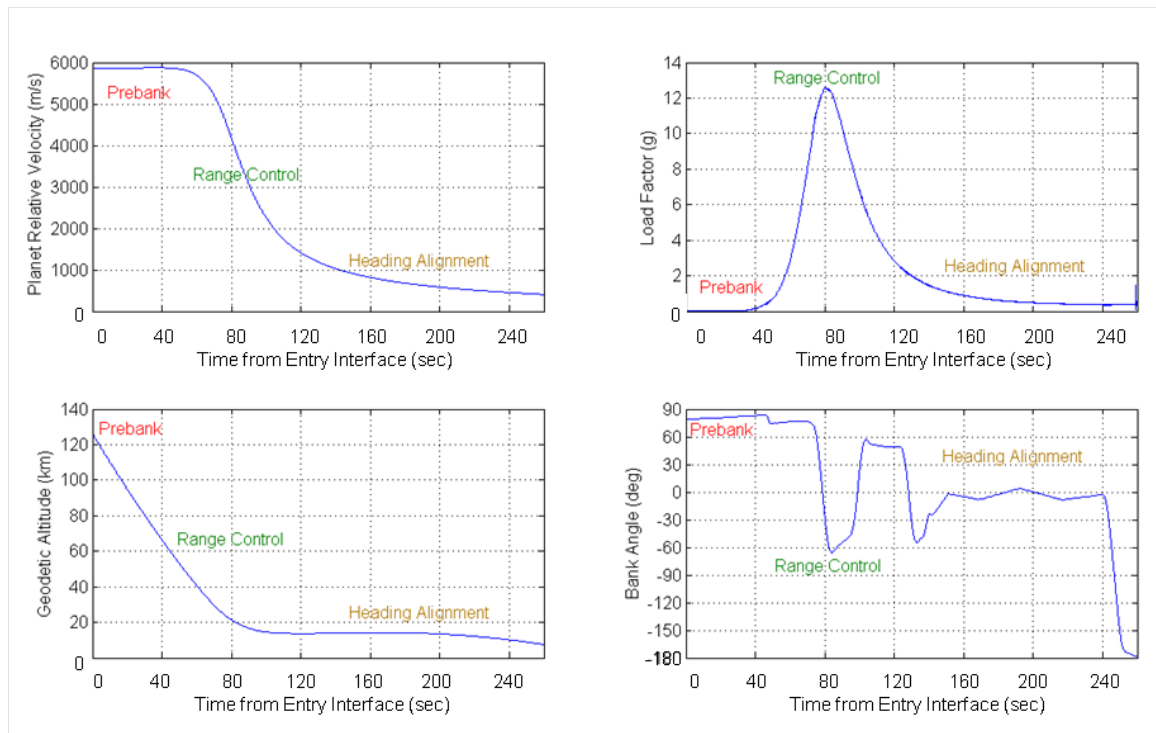 6000
5000
4000
3000
2000
1000
0
Planet Relative Velocity (m/s)
Prebank
Range Control
Heading Alignment
0 40 80 120 160 200 240
Time from Entry Interface (sec)
14
12
10
8
6
4
2
0
Load Factor (g)
Range Control
Prebank
Heading Alignment
0 40 80 120 160 200 240
Time from Entry Interface (sec)
140
120
100
80
60
40
20
0
Geodetic Altitude (km)
Prebank
Range Control
Heading Alignment
0 40 80 120 160 200 240
Time from Entry Interface (sec)
90
60
30
0
-30
-60
-90
-120
-150
-180
Bank Angle (deg)
Prebank
Heading Alignment
Range Control
0 40 80 120 160 200 240
Time from Entry Interface (sec)